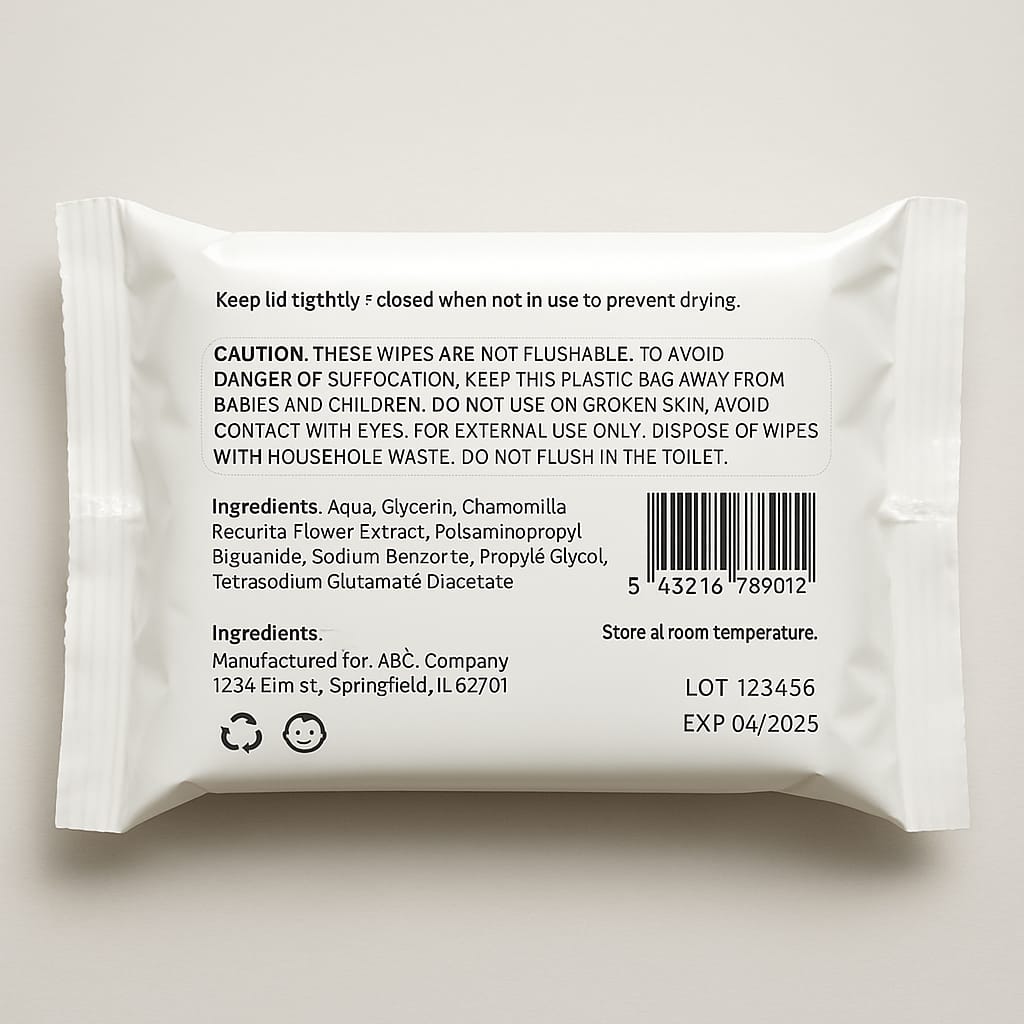 Keep lid tigthtly = closed when not in use to prevent drying.
CAUTION. THESE WIPES ARE NOT FLUSHABLE. TO AVOID
DANGER OF SUFFOCATION, KEEP THIS PLASTIC BAG AWAY FROM
BABIES AND CHILDREN. DO NOT USE ON GROKEN SKIN, AVOID
CONTACT WITH EYES. FOR EXTERNAL USE ONLY. DISPOSE OF WIPES
WITH HOUSEHOLE WASTE. DO NOT FLUSH IN THE TOILET.
Ingredients. Aqua, Glycerin, Chamomilla
Recurita Flower Extract, Polsaminopropyl
Biguanide, Sodium Benzorte, Propylé Glycol,
Tetrasodium Glutamaté Diacetate
5 43216 789012
Ingredients.
Manufactured for. ABC̀. Company
1234 Eim st, Springfield, IL 62701
Store al room temperature.
LOT 123456
EXP 04/2025